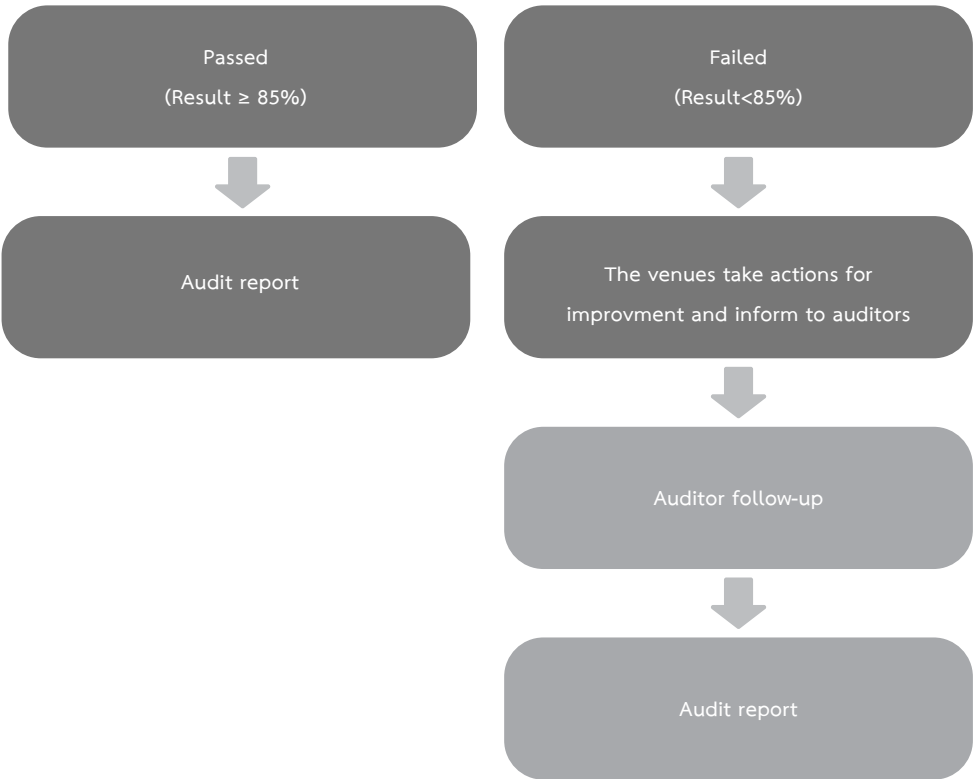 Passed
(Result ≥ 85%)
Audit report
Failed
(Result<85%)
The venues take actions for
improvment and inform to auditors
Auditor follow-up
Audit report